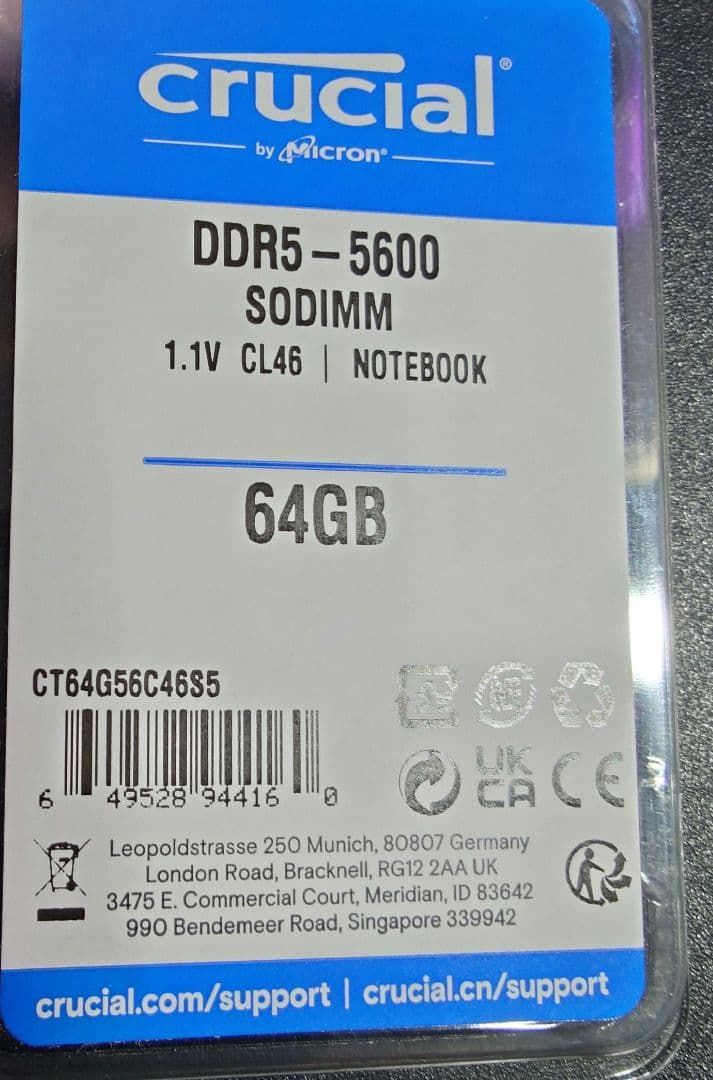 crucial®
by Micron®
DDR5-5600
SODIMM
1.1V CL46 | NOTEBOOK
64GB
CT64G56C46S5
6 49528 94416 0
UK
CA
CE
Leopoldstrasse 250 Munich, 80807 Germany
London Road, Bracknell, RG12 2AA UK
3475 E. Commercial Court, Meridian, ID 83642
990 Bendemeer Road, Singapore 339942
crucial.com/support | crucial.cn/support